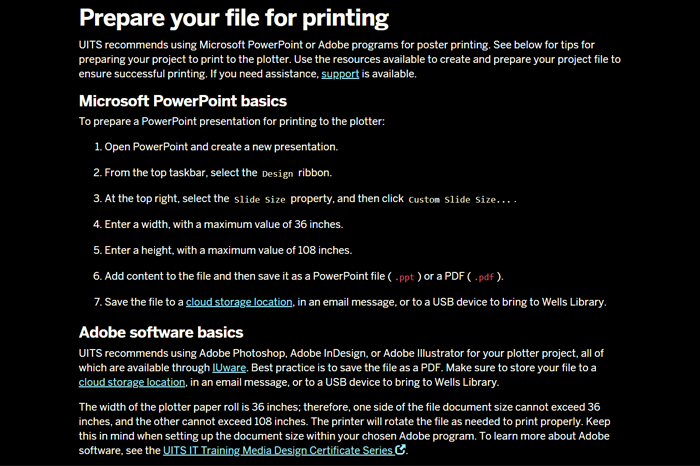 Prepare your file for printing
UITS recommends using Microsoft PowerPoint or Adobe programs for poster printing. See below for tips for
preparing your project to print to the plotter. Use the resources available to create and prepare your project file to
ensure successful printing. If you need assistance, support is available.
Microsoft PowerPoint basics
To prepare a PowerPoint presentation for printing to the plotter:
1. Open PowerPoint and create a new presentation.
2. From the top taskbar, select the Design ribbon.
3. At the top right, select the Slide Size property, and then click Custom Slide Size... .
4. Enter a width, with a maximum value of 36 inches.
5. Enter a height, with a maximum value of 108 inches.
6. Add content to the file and then save it as a PowerPoint file ( .ppt ) or a PDF ( .pdf ).
7. Save the file to a cloud storage location, in an email message, or to a USB device to bring to Wells Library.
Adobe software basics
UITS recommends using Adobe Photoshop, Adobe InDesign, or Adobe Illustrator for your plotter project, all of
which are available through IUware. Best practice is to save the file as a PDF. Make sure to store your file to a
cloud storage location, in an email message, or to a USB device to bring to Wells Library.
The width of the plotter paper roll is 36 inches; therefore, one side of the file document size cannot exceed 36
inches, and the other cannot exceed 108 inches. The printer will rotate the file as needed to print properly. Keep
this in mind when setting up the document size within your chosen Adobe program. To learn more about Adobe
software, see the UITS IT Training Media Design Certificate Series.